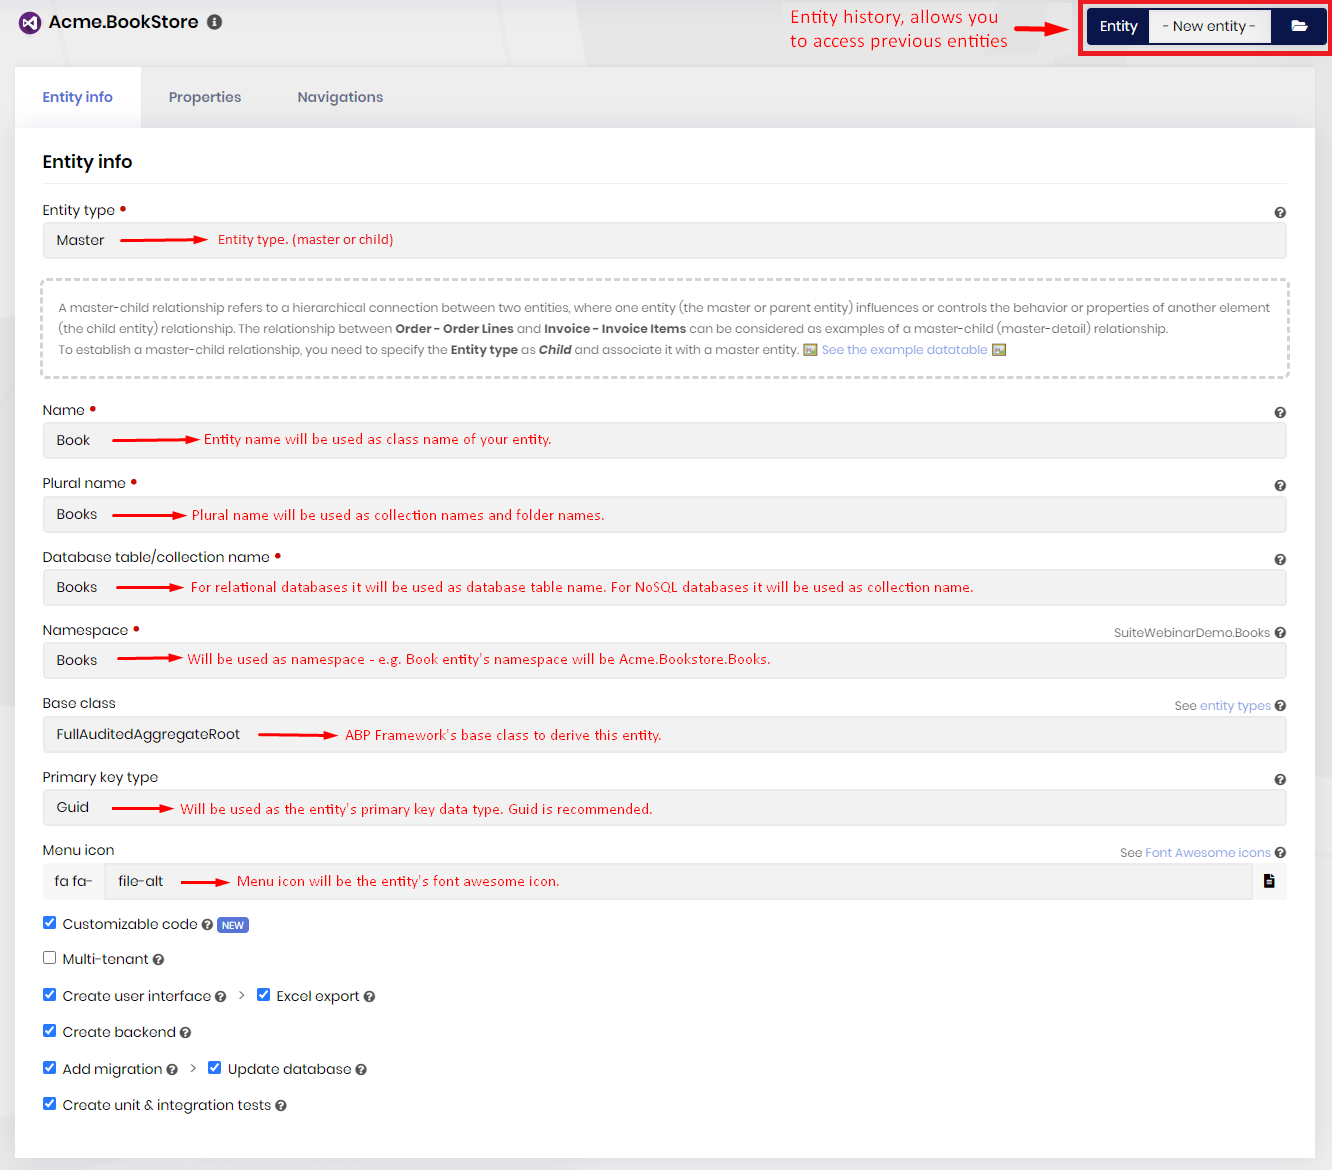 Acme.BookStore
Entity history, allows you
to access previous entities
Entity - New entity -
Entity info Properties Navigations
Entity info
Entity type •
Master Entity type. (master or child)
A master-child relationship refers to a hierarchical connection between two entities, where one entity (the master or parent entity) influences or controls the behavior or properties of another element
(the child entity) relationship. The relationship between Order - Order Lines and Invoice - Invoice Items can be considered as examples of a master-child (master-detail) relationship.
To establish a master-child relationship, you need to specify the Entity type as Child and associate it with a master entity. See the example datatable
Name •
Book Entity name will be used as class name of your entity.
Plural name •
Books Plural name will be used as collection names and folder names.
Database table/collection name •
Books For relational databases it will be used as database table name. For NoSQL databases it will be used as collection name.
Namespace • SuiteWebinarDemo.Books
Books Will be used as namespace - e.g. Book entity's namespace will be Acme.Bookstore.Books.
Base class See entity types
FullAuditedAggregateRoot ABP Framework's base class to derive this entity.
Primary key type
Guid Will be used as the entity's primary key data type. Guid is recommended.
Menu icon See Font Awesome icons
fa fa- file-alt Menu icon will be the entity's font awesome icon.
Customizable code NEW
Multi-tenant
Create user interface > Excel export
Create backend
Add migration > Update database
Create unit & integration tests